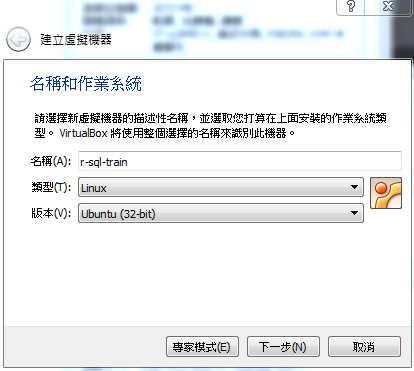 建立虛擬機器
名稱和作業系統
請選擇新虛擬機器的描述性名稱，並選取您打算在上面安裝的作業系統類
型。 VirtualBox 將使用整個選擇的名稱來識別此機器。
名稱(A): r-sql-train
類型(T): Linux
版本(V): Ubuntu (32-bit)
專家模式(E) 下一步(N) 取消